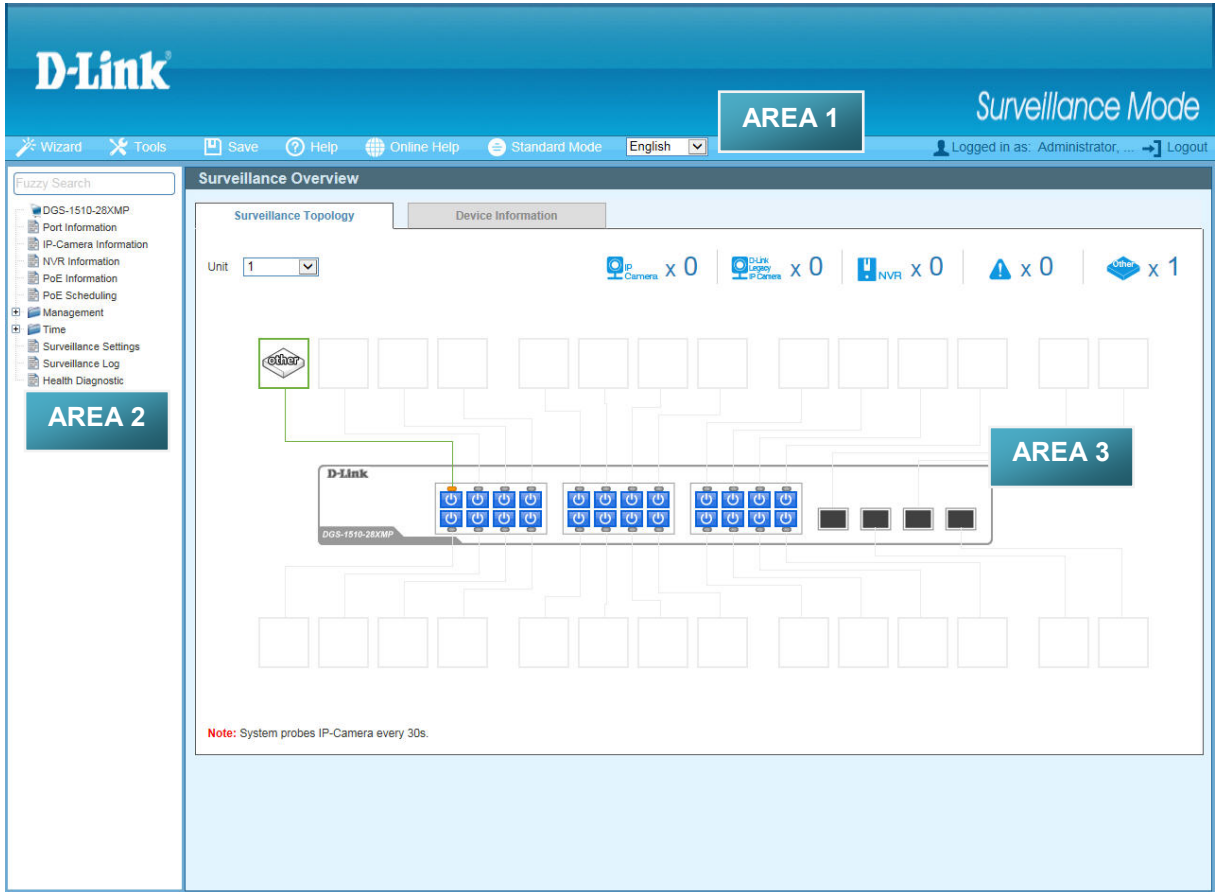 D-Link®
Surveillance Mode
AREA 1
Wizard Tools Save Help Online Help Standard Mode English Logged in as: Administrator, ... Logout
Fuzzy Search
DGS-1510-28XMP
Port Information
IP-Camera Information
NVR Information
PoE Information
PoE Scheduling
Management
Time
Surveillance Settings
Surveillance Log
Health Diagnostic
AREA 2
Surveillance Overview
Surveillance Topology Device Information
Unit 1
IP Camera x 0
D-Link Legacy IP Camera x 0
NVR x 0
x 0
Other x 1
other
AREA 3
D-Link
DGS-1510-28XMP
Note: System probes IP-Camera every 30s.